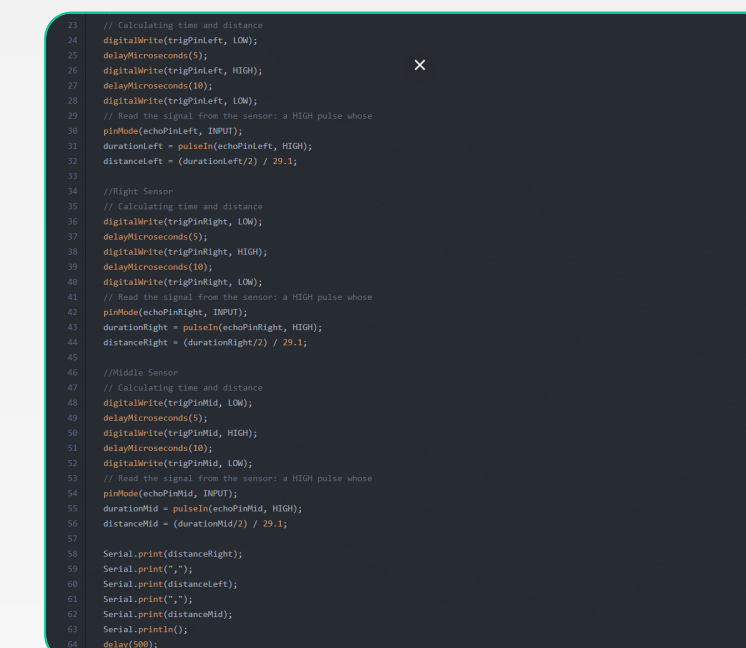 23 // Calculating time and distance
24 digitalWrite(trigPinLeft, LOW);
25 delayMicroseconds(5);
26 digitalWrite(trigPinLeft, HIGH);
27 delayMicroseconds(10);
28 digitalWrite(trigPinLeft, LOW);
29 // Read the signal from the sensor: a HIGH pulse whose
30 pinMode(echoPinLeft, INPUT);
31 durationLeft = pulseIn(echoPinLeft, HIGH);
32 distanceLeft = (durationLeft/2) / 29.1;
33
34 //Right Sensor
35 // Calculating time and distance
36 digitalWrite(trigPinRight, LOW);
37 delayMicroseconds(5);
38 digitalWrite(trigPinRight, HIGH);
39 delayMicroseconds(10);
40 digitalWrite(trigPinRight, LOW);
41 // Read the signal from the sensor: a HIGH pulse whose
42 pinMode(echoPinRight, INPUT);
43 durationRight = pulseIn(echoPinRight, HIGH);
44 distanceRight = (durationRight/2) / 29.1;
45
46 //Middle Sensor
47 // Calculating time and distance
48 digitalWrite(trigPinMid, LOW);
49 delayMicroseconds(5);
50 digitalWrite(trigPinMid, HIGH);
51 delayMicroseconds(10);
52 digitalWrite(trigPinMid, LOW);
53 // Read the signal from the sensor: a HIGH pulse whose
54 pinMode(echoPinMid, INPUT);
55 durationMid = pulseIn(echoPinMid, HIGH);
56 distanceMid = (durationMid/2) / 29.1;
57
58 Serial.print(distanceRight);
59 Serial.print(",");
60 Serial.print(distanceLeft);
61 Serial.print(",");
62 Serial.print(distanceMid);
63 Serial.println();
64 delay(500);